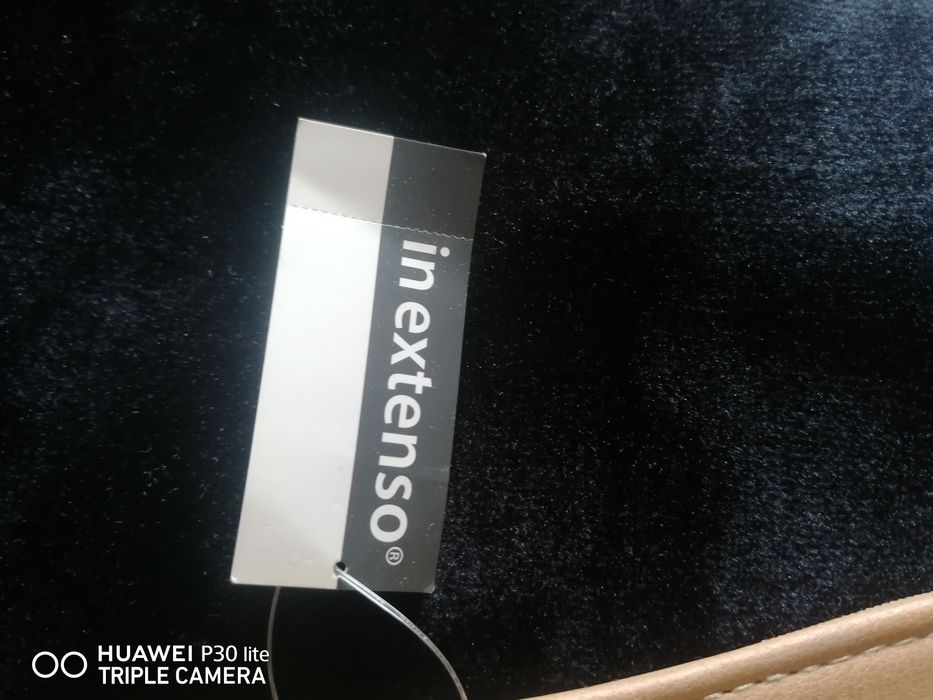 in extenso®
HUAWEI P30 lite
TRIPLE CAMERA